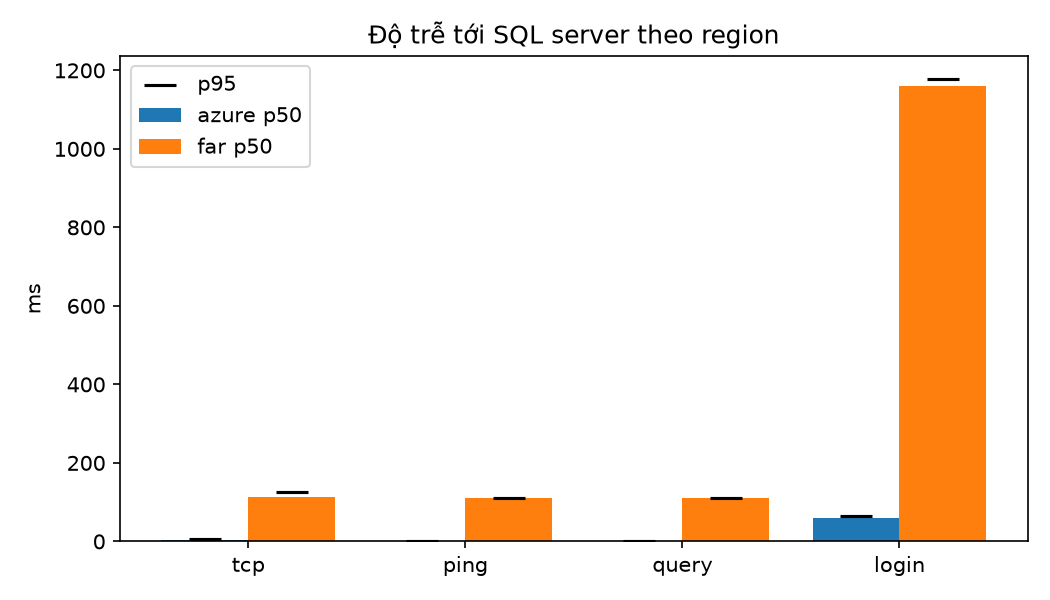 Độ trễ tới SQL server theo region
p95
azure p50
far p50
1200
1000
800
600
400
200
0
ms
tcp
ping
query
login